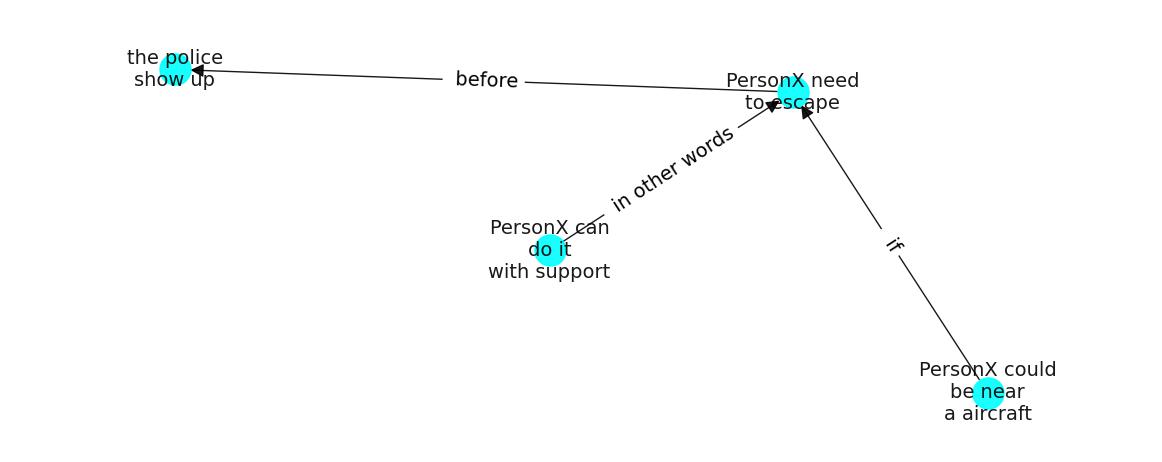 the police
show up
before
PersonX need
to escape
in other words
PersonX can
do it
with support
if
PersonX could
be near
a aircraft